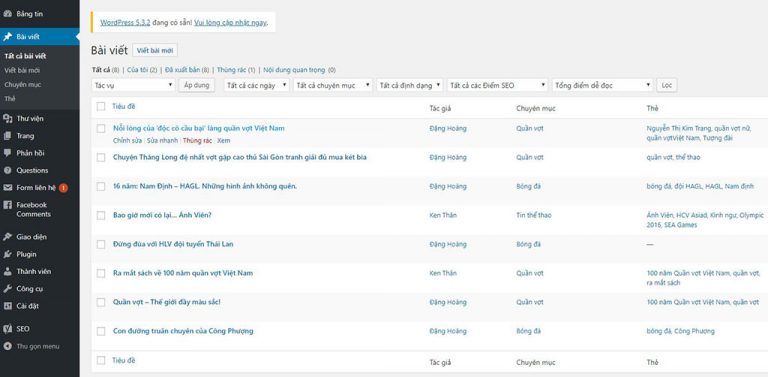 Bảng tin
Bài viết
Tất cả bài viết
Viết bài mới
Chuyên mục
Thẻ
Thư viện
Trang
Phản hồi
Questions
Form liên hệ 1
Facebook
Comments
Giao diện
Plugin
Thành viên
Công cụ
Cài đặt
SEO
Thu gọn menu
WordPress 5.3.2 đang có sẵn! Vui lòng cập nhật ngay.
Bài viết Viết bài mới
Tất cả (8) | Của tôi (2) | Đã xuất bản (8) | Thùng rác (1) | Nội dung quan trọng (0)
Tác vụ Áp dụng Tất cả các ngày Tất cả chuyên mục Tất cả định dạng Tất cả các Điểm SEO Tổng điểm dễ đọc Lọc
Tiêu đề Tác giả Chuyên mục Thẻ
Nỗi lòng của 'độc cô cầu bại' làng quần vợt Việt Nam Đặng Hoàng Quần vợt Nguyễn Thị Kim Trang, quần vợt nữ,
Chỉnh sửa | Sửa nhanh | Thùng rác | Xem quần vợtViệt Nam, Tượng đài
Chuyện Thăng Long đệ nhất vợt gặp cao thủ Sài Gòn tranh giải đủ mua két bia Đặng Hoàng Quần vợt quần vợt, thể thao
16 năm: Nam Định – HAGL. Những hình ảnh không quên. Đặng Hoàng Bóng đá bóng đá, đội HAGL, HAGL, Nam định
Bao giờ mới có lại... Ánh Viên? Ken Thân Tin thể thao Ánh Viên, HCV Asiad, Kình ngư, Olympic
2016, SEA Games
Đừng đùa với HLV đội tuyển Thái Lan Đặng Hoàng Bóng đá —
Ra mắt sách về 100 năm quần vợt Việt Nam Ken Thân Quần vợt 100 năm Quần vợt Việt Nam, quần vợt,
ra mắt sách
Quần vợt – Thế giới đầy màu sắc! Đặng Hoàng Quần vợt 100 năm Quần vợt Việt Nam, quần vợt
Con đường truân chuyên của Công Phượng Đặng Hoàng Bóng đá bóng đá, Công Phượng
Tiêu đề Tác giả Chuyên mục Thẻ